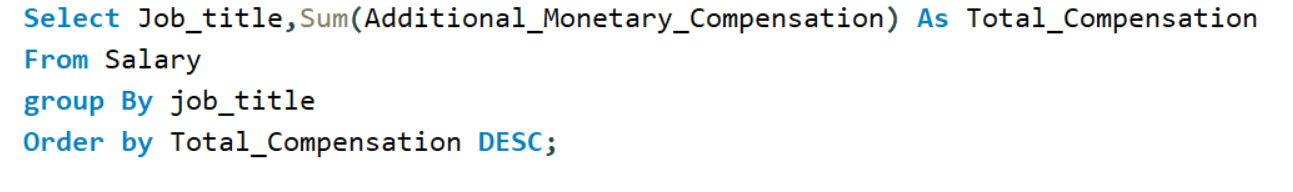 Select Job_title,Sum(Additional_Monetary_Compensation) As Total_Compensation
From Salary
group By job_title
Order by Total_Compensation DESC;